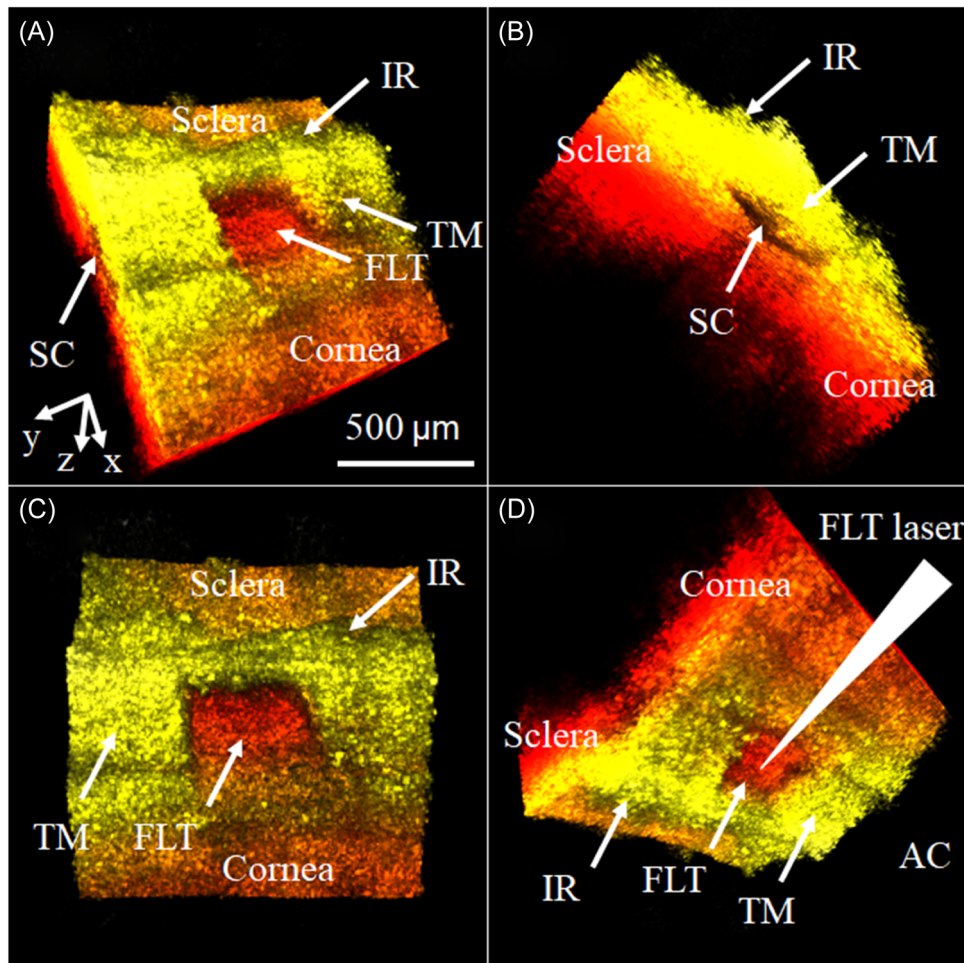 (A)
IR
Sclera
TM
FLT
SC
Cornea
y
z
x
500 μm
(B)
IR
Sclera
TM
SC
Cornea
(C)
IR
Sclera
TM
FLT
Cornea
(D)
FLT laser
Cornea
Sclera
AC
IR
FLT
TM